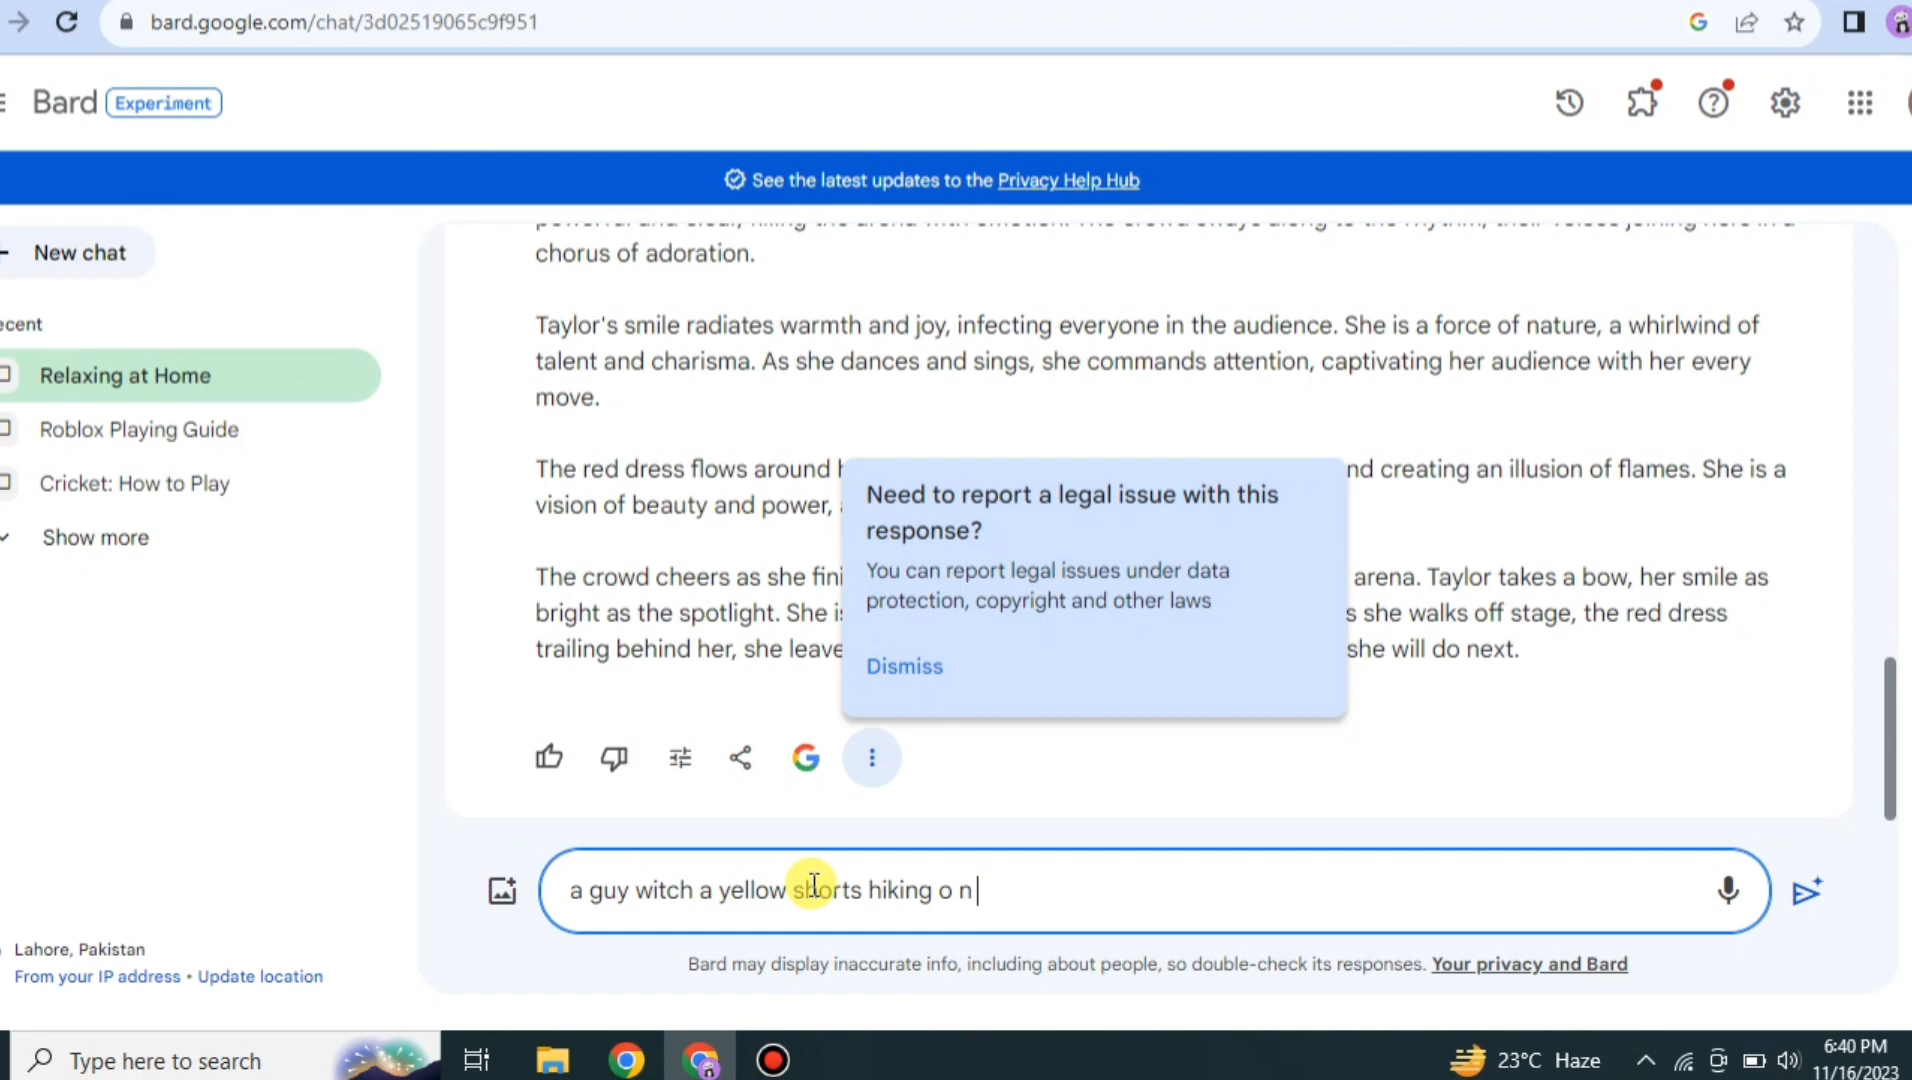 bard.google.com/chat/3d02519065c9f951
Bard Experiment
See the latest updates to the Privacy Help Hub
New chat
ecent
Relaxing at Home
Roblox Playing Guide
Cricket: How to Play
Show more
Lahore, Pakistan
From your IP address • Update location
chorus of adoration.
Taylor's smile radiates warmth and joy, infecting everyone in the audience. She is a force of nature, a whirlwind of
talent and charisma. As she dances and sings, she commands attention, captivating her audience with her every
move.
The red dress flows around nd creating an illusion of flames. She is a
vision of beauty and power,
The crowd cheers as she fini arena. Taylor takes a bow, her smile as
bright as the spotlight. She i s she walks off stage, the red dress
trailing behind her, she leave she will do next.
Need to report a legal issue with this
response?
You can report legal issues under data
protection, copyright and other laws
Dismiss
a guy witch a yellow shorts hiking o n
Bard may display inaccurate info, including about people, so double-check its responses. Your privacy and Bard
Type here to search
23°C Haze
6:40 PM
11/16/2023